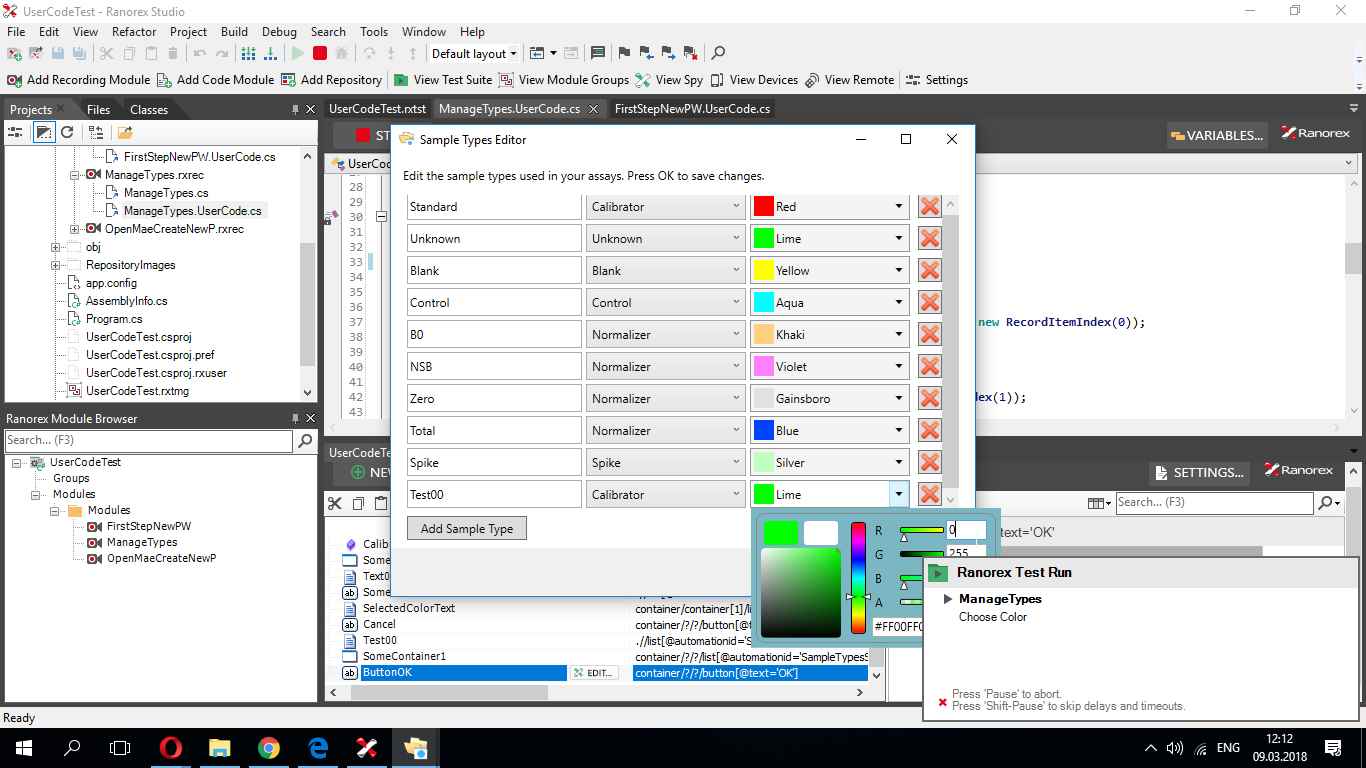 UserCodeTest - Ranorex Studio
File Edit View Refactor Project Build Debug Search Tools Window Help
Default layout
Add Recording Module Add Code Module Add Repository View Test Suite View Module Groups View Spy View Devices View Remote Settings
Projects Files Classes
UserCodeTest.rxtst ManageTypes.UserCode.cs FirstStepNewPW.UserCode.cs
VARIABLES... Ranorex
FirstStepNewPW.UserCode.cs
ManageTypes.rxrec
ManageTypes.cs
ManageTypes.UserCode.cs
OpenMaeCreateNewP.rxrec
obj
RepositoryImages
app.config
AssemblyInfo.cs
Program.cs
UserCodeTest.csproj
UserCodeTest.csproj.pref
UserCodeTest.csproj.rxuser
UserCodeTest.rxtmg
28
29
30
31
32
33
34
35
36
37
38
39
40
41
42
43
new RecordItemIndex(0));
ex(1));
Sample Types Editor
Edit the sample types used in your assays. Press OK to save changes.
Standard Calibrator Red
Unknown Unknown Lime
Blank Blank Yellow
Control Control Aqua
B0 Normalizer Khaki
NSB Normalizer Violet
Zero Normalizer Gainsboro
Total Normalizer Blue
Spike Spike Silver
Test00 Calibrator Lime
Add Sample Type
R 0
G 255
B
A
#FF00FF0
Ranorex Module Browser
Search... (F3)
UserCodeTest
Groups
Modules
Modules
FirstStepNewPW
ManageTypes
OpenMaeCreateNewP
SETTINGS... Ranorex
Search... (F3)
text='OK'
SelectedColorText container/container[1]/li
Cancel container/?/?/button[@t
Test00 .//list[@automationid='S
SomeContainer1 container/?/?/list[@automationid='SampleTypesS
ButtonOK EDIT... container/?/?/button[@text='OK']
Ranorex Test Run
ManageTypes
Choose Color
Press 'Pause' to abort.
Press 'Shift-Pause' to skip delays and timeouts.
Ready
ENG
12:12
09.03.2018